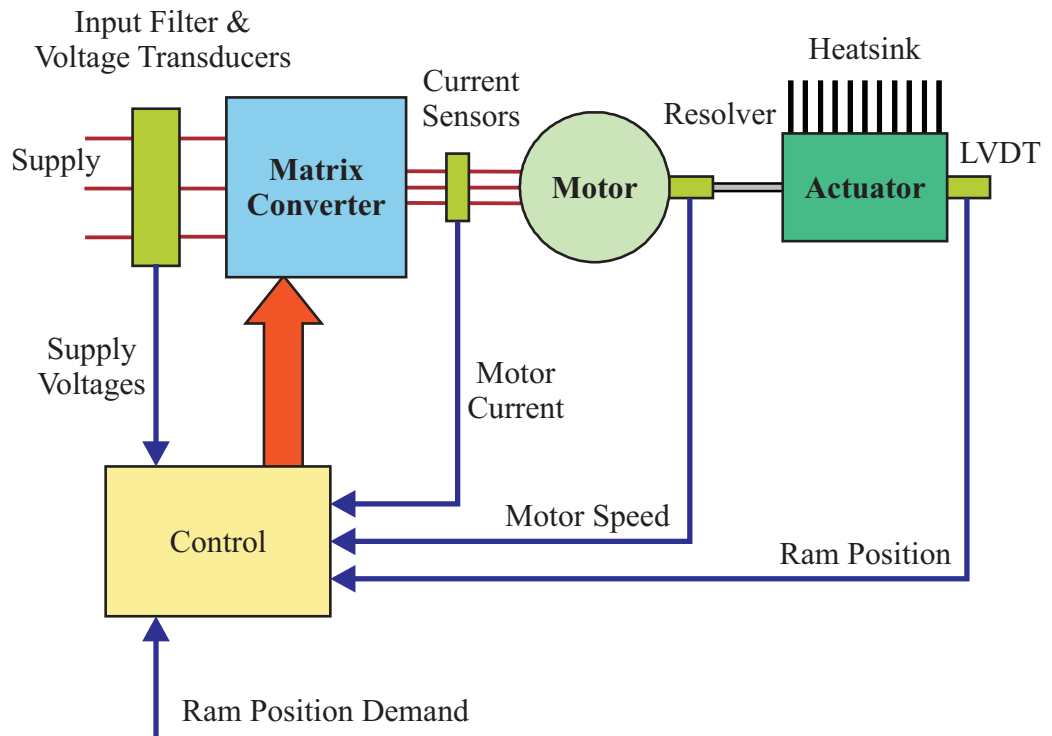 Input Filter &
Voltage Transducers
Heatsink
Current
Sensors
Resolver
LVDT
Supply
Matrix
Converter
Motor
Actuator
Supply
Voltages
Motor
Current
Motor Speed
Control
Ram Position
Ram Position Demand